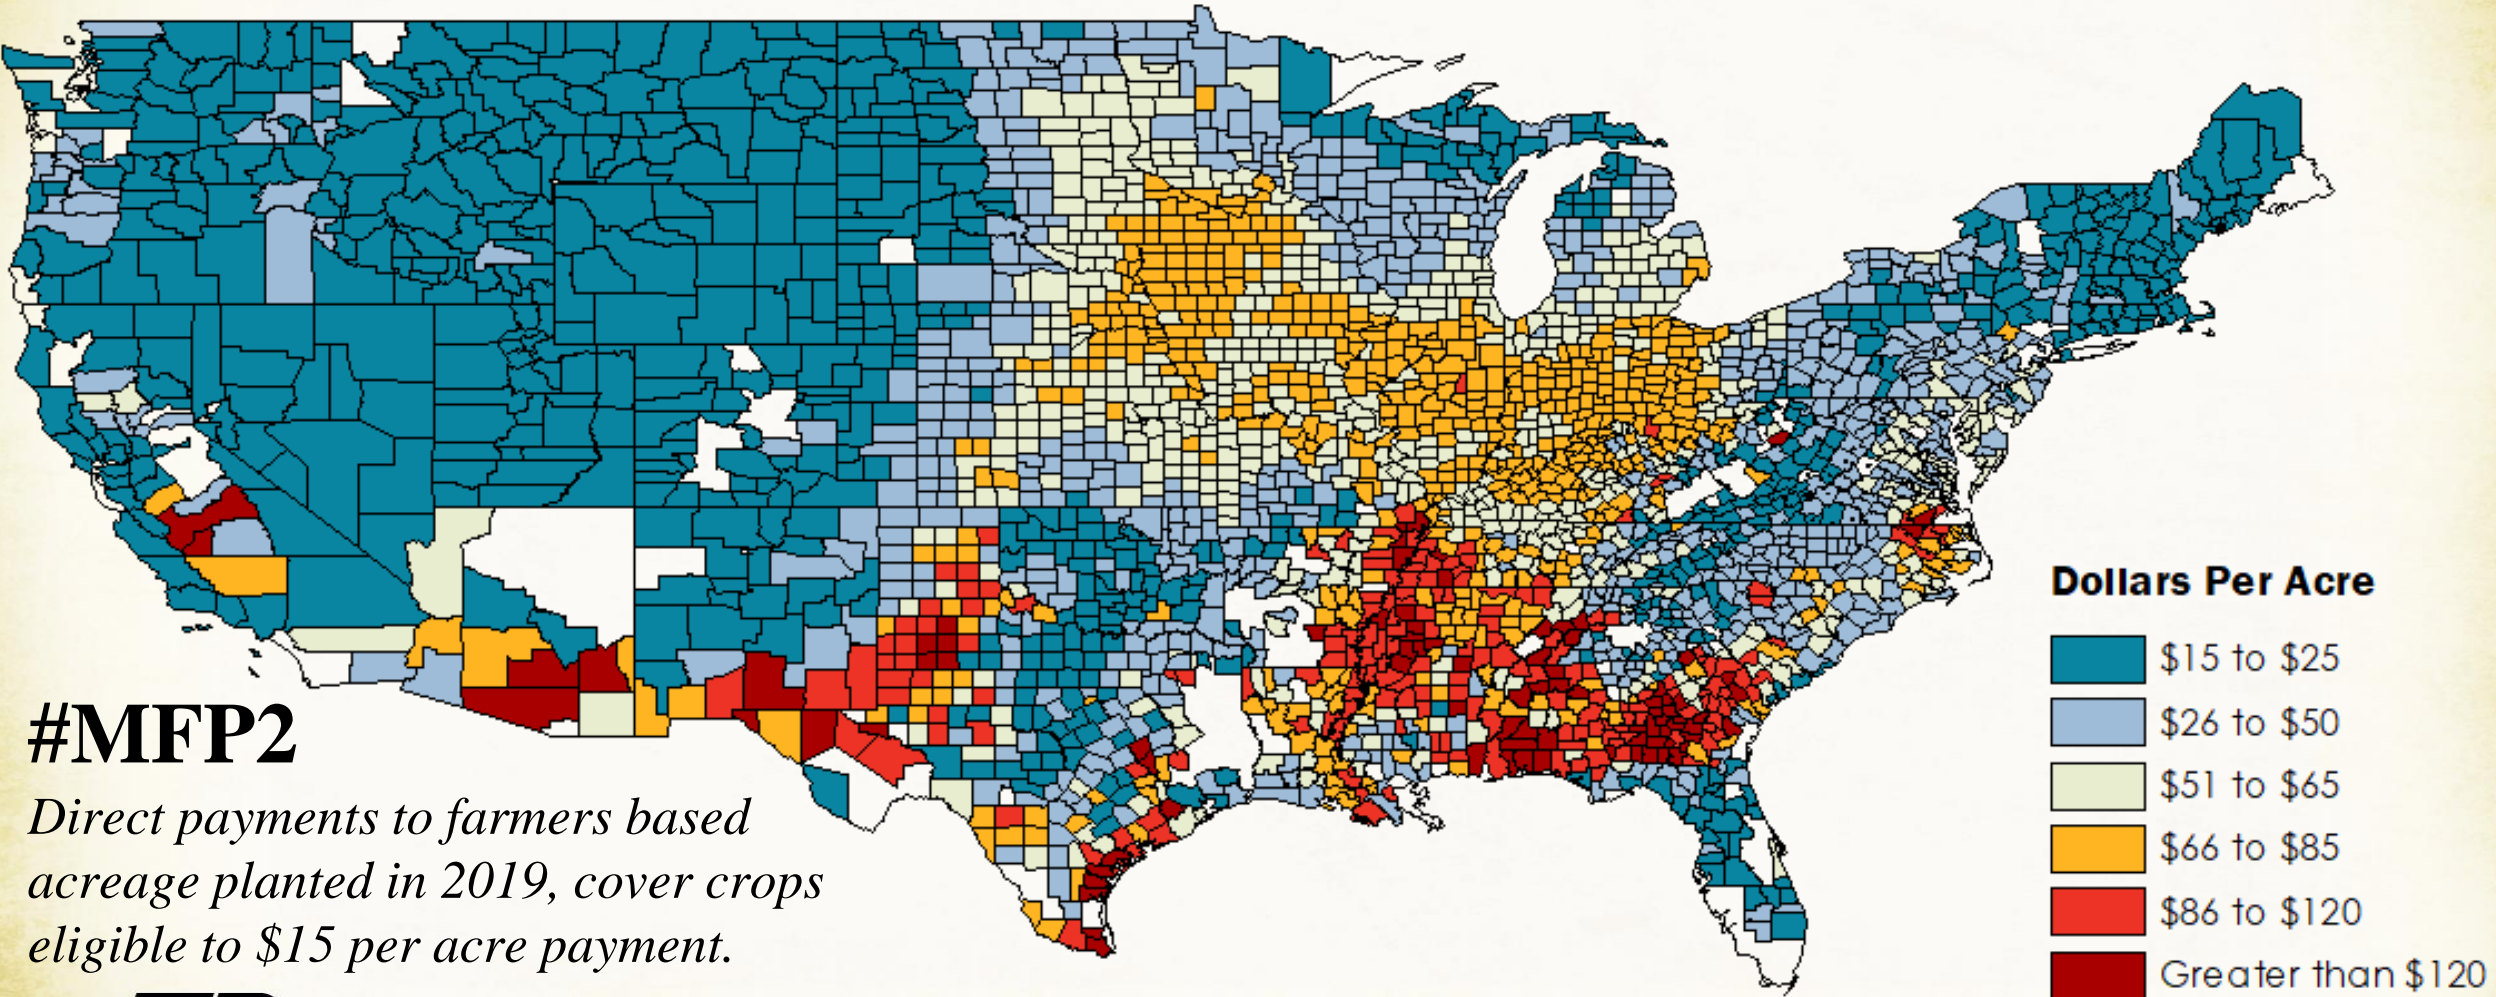 #MFP2
Direct payments to farmers based
acreage planted in 2019, cover crops
eligible to $15 per acre payment.
Dollars Per Acre
$15 to $25
$26 to $50
$51 to $65
$66 to $85
$86 to $120
Greater than $120